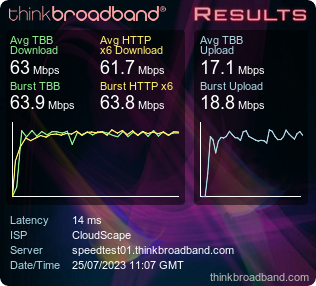 thinkbroadband® RESULTS
Avg TBB Download
Avg HTTP x6 Download
Avg TBB Upload
63 Mbps
61.7 Mbps
17.1 Mbps
Burst TBB
Burst HTTP x6
Burst Upload
63.9 Mbps
63.8 Mbps
18.8 Mbps
Latency 14 ms
ISP CloudScape
Server speedtest01.thinkbroadband.com
Date/Time 25/07/2023 11:07 GMT
thinkbroadband.com